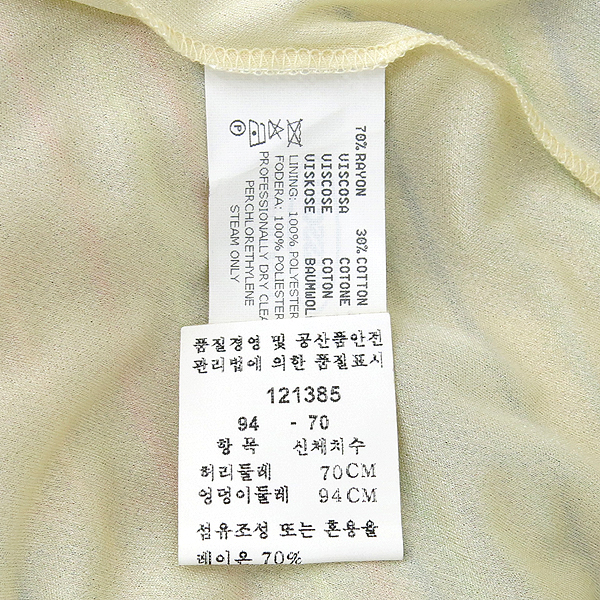 70% RAYON 30% COTTON
VISCOSA COTONE
VISCOSE COTON
VISKOSE BAUMWOL
LINING: 100% POLYESTER
FODERA: 100% POLIESTER
PROFESSIONALLY DRY CLEA
PERCHLORETHYLENE
STEAM ONLY
P
품질경영 및 공산품안전
관리법에 의한 품질표시
121385
94 - 70
항 목 신체치수
허리둘레 70CM
엉덩이둘레 94CM
섬유조성 또는 혼용율
레이온 70%